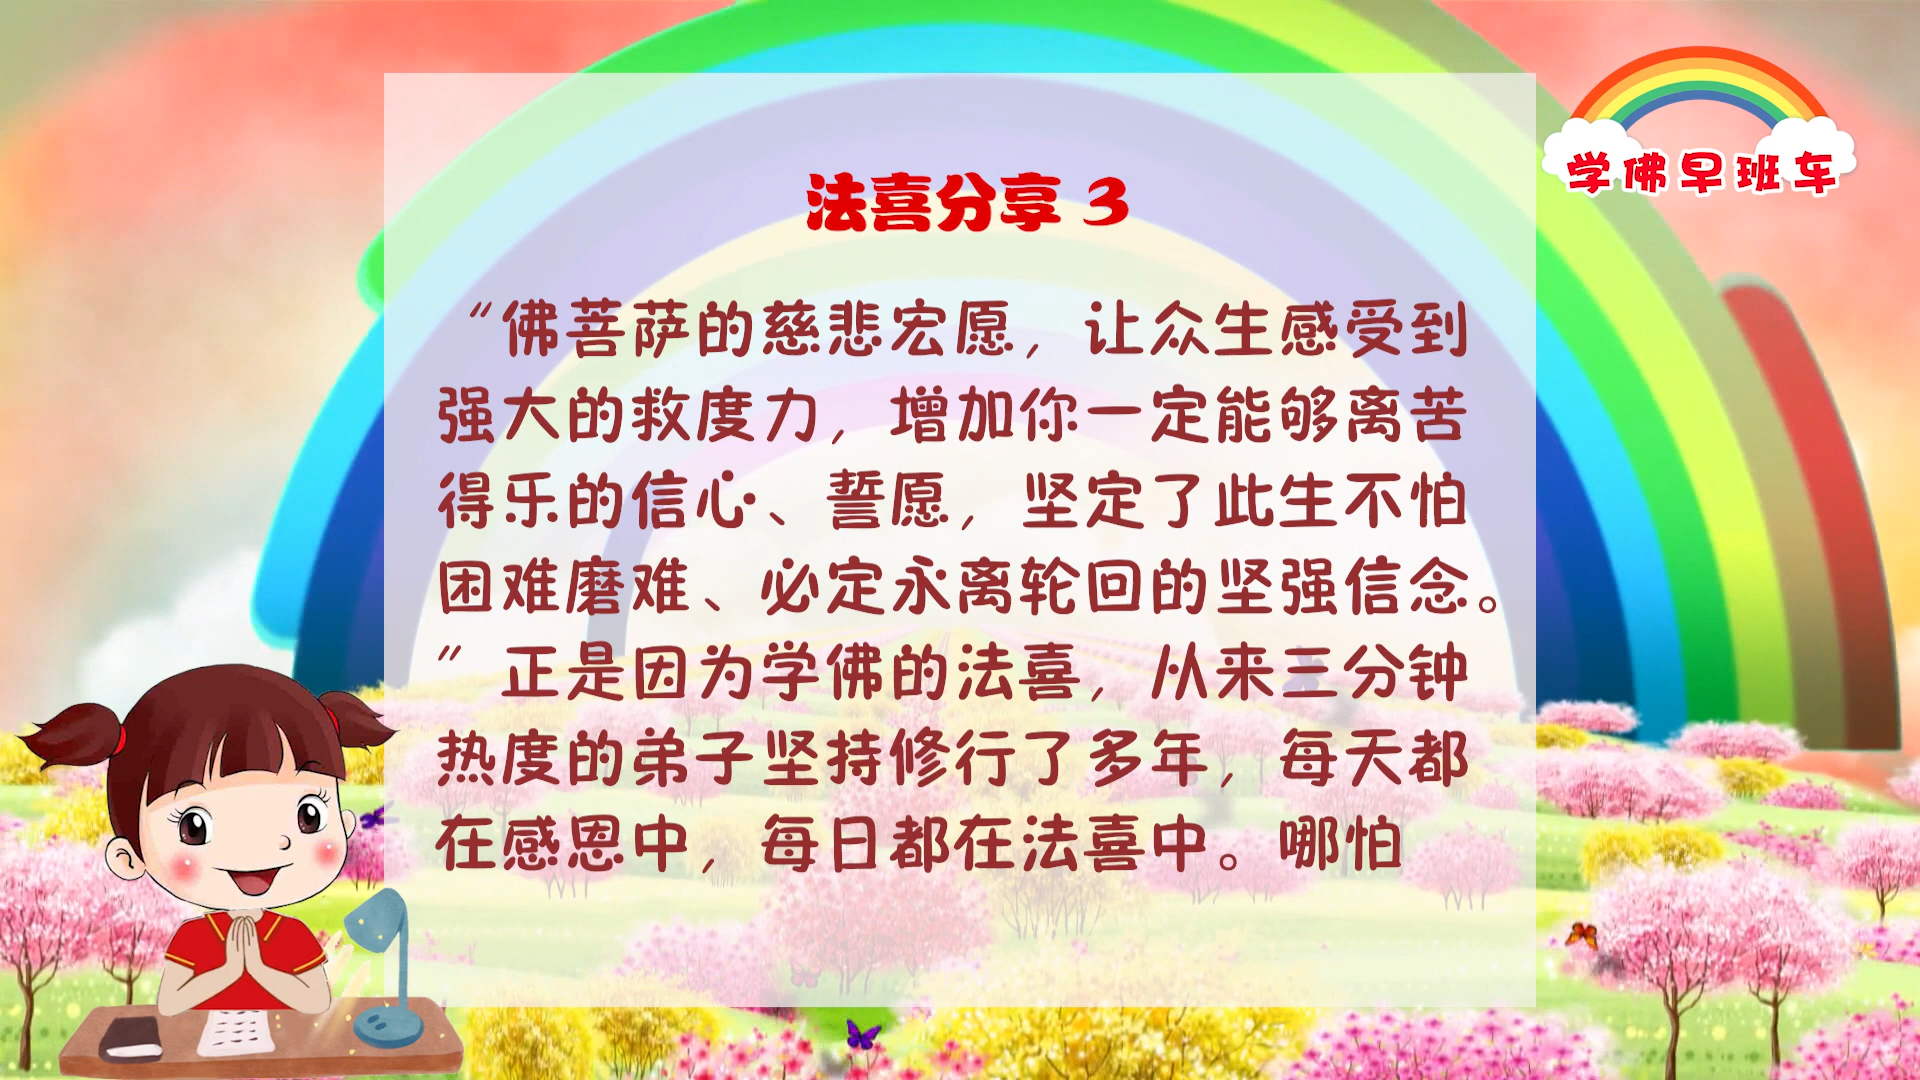 学佛早班车
法喜分享 3
“佛菩萨的慈悲宏愿，让众生感受到
强大的救度力，增加你一定能够离苦
得乐的信心、誓愿，坚定了此生不怕
困难磨难、必定永离轮回的坚强信念。
”正是因为学佛的法喜，从来三分钟
热度的弟子坚持修行了多年，每天都
在感恩中，每日都在法喜中。哪怕